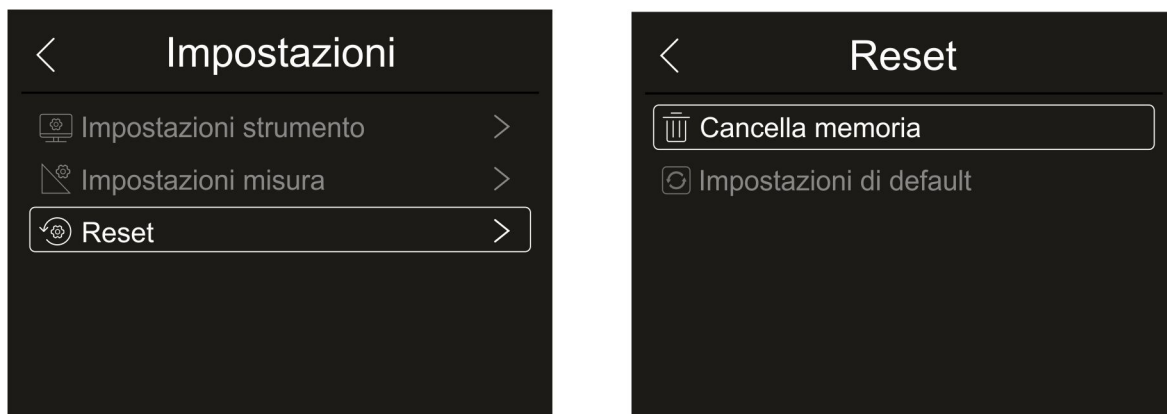 Impostazioni
Impostazioni strumento
Impostazioni misura
Reset
Reset
Cancella memoria
Impostazioni di default